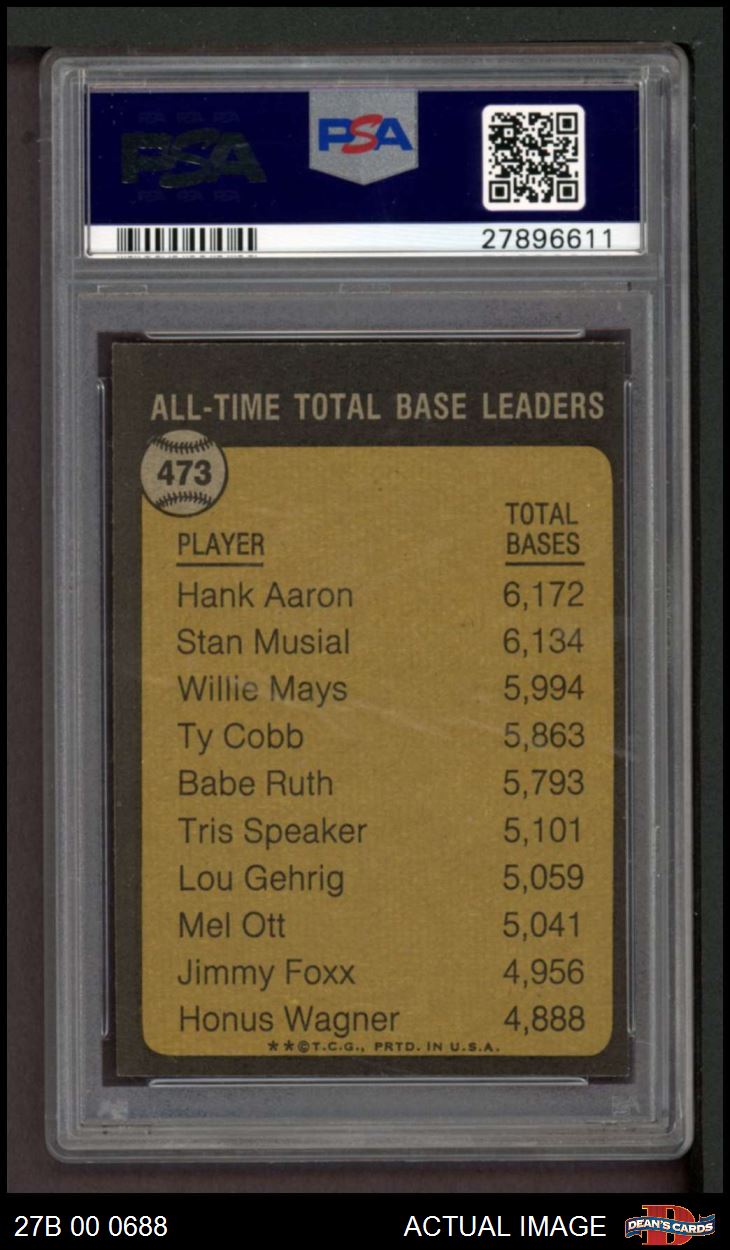 PSA
PSA
27896611
ALL-TIME TOTAL BASE LEADERS
473
PLAYER TOTAL BASES
Hank Aaron 6,172
Stan Musial 6,134
Willie Mays 5,994
Ty Cobb 5,863
Babe Ruth 5,793
Tris Speaker 5,101
Lou Gehrig 5,059
Mel Ott 5,041
Jimmy Foxx 4,956
Honus Wagner 4,888
**©T.C.G., PRTD. IN U.S.A.
27B 00 0688 ACTUAL IMAGE D DEAN'S CARDS